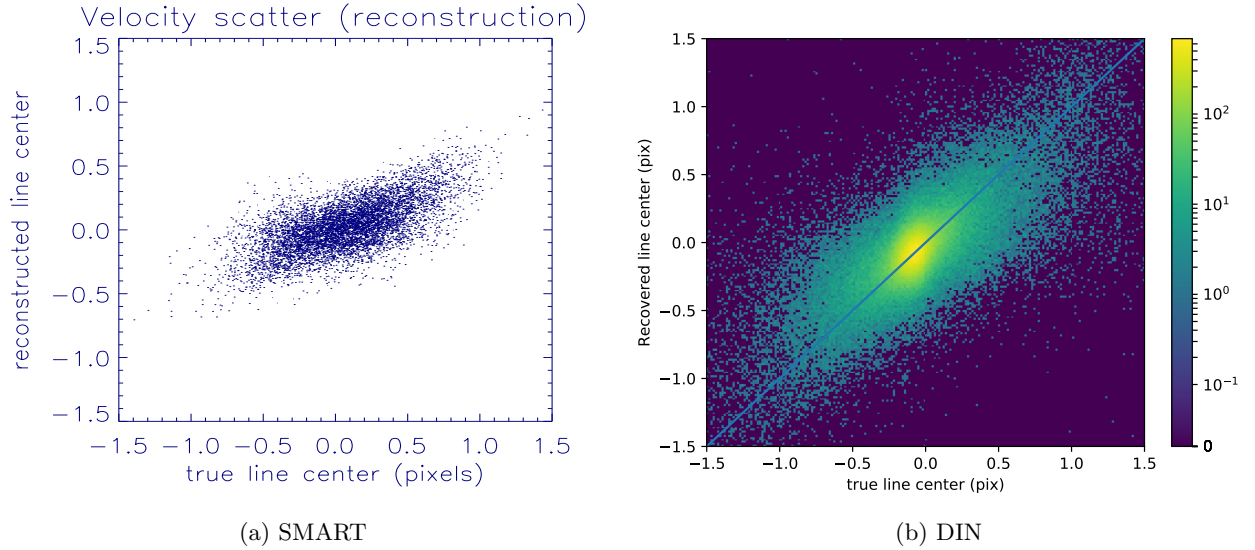 Velocity scatter (reconstruction)
1.5
1.0
0.5
0.0
−0.5
−1.0
−1.5
reconstructed line center
−1.5 −1.0 −0.5 0.0 0.5 1.0 1.5
true line center (pixels)
(a) SMART
1.5
1.0
0.5
0.0
−0.5
−1.0
−1.5
Recovered line center (pix)
−1.5 −1.0 −0.5 0.0 0.5 1.0 1.5
true line center (pix)
10²
10¹
10⁰
10⁻¹
0
(b) DIN